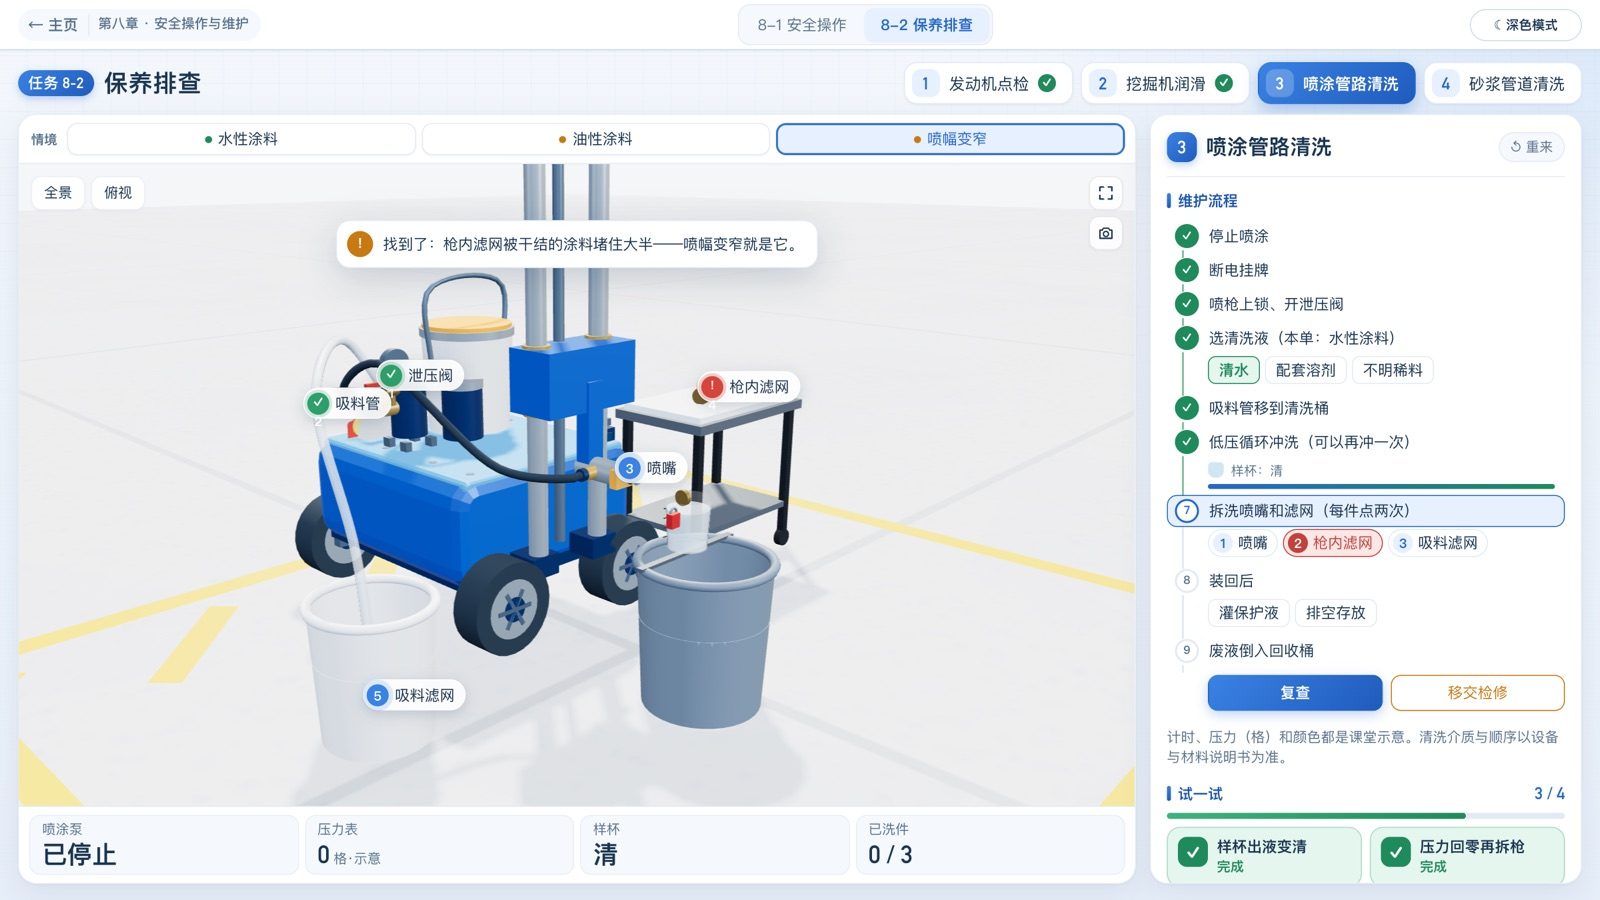 ← 主页 第八章 · 安全操作与维护
8-1 安全操作
8-2 保养排查
☾ 深色模式
任务 8-2 保养排查
1 发动机点检
2 挖掘机润滑
3 喷涂管路清洗
4 砂浆管道清洗
情境
水性涂料
油性涂料
喷幅变窄
全景
俯视
! 找到了：枪内滤网被干结的涂料堵住大半——喷幅变窄就是它。
泄压阀
吸料管
! 枪内滤网
3 喷嘴
5 吸料滤网
喷涂泵
已停止
压力表
0 格·示意
样杯
清
已洗件
0 / 3
3 喷涂管路清洗
重来
维护流程
停止喷涂
断电挂牌
喷枪上锁、开泄压阀
选清洗液（本单：水性涂料）
清水
配套溶剂
不明稀料
吸料管移到清洗桶
低压循环冲洗（可以再冲一次）
样杯：清
7 拆洗喷嘴和滤网（每件点两次）
1 喷嘴
2 枪内滤网
3 吸料滤网
8 装回后
灌保护液
排空存放
9 废液倒入回收桶
复查
移交检修
计时、压力（格）和颜色都是课堂示意。清洗介质与顺序以设备
与材料说明书为准。
试一试 3 / 4
样杯出液变清
完成
压力回零再拆枪
完成